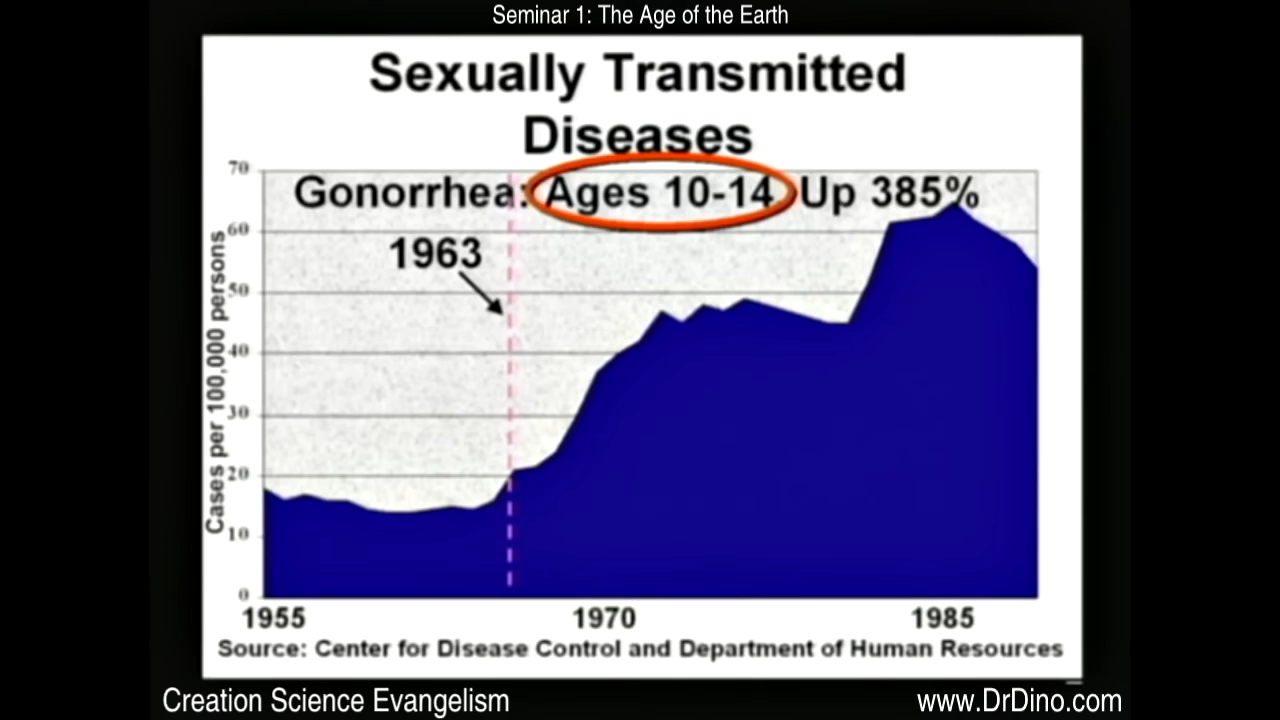 Seminar 1: The Age of the Earth
Sexually Transmitted
Diseases
Gonorrhea: Ages 10-14 Up 385%
1963
Cases per 100,000 persons
70
60
50
40
30
20
10
0
1955 1970 1985
Source: Center for Disease Control and Department of Human Resources
Creation Science Evangelism www.DrDino.com